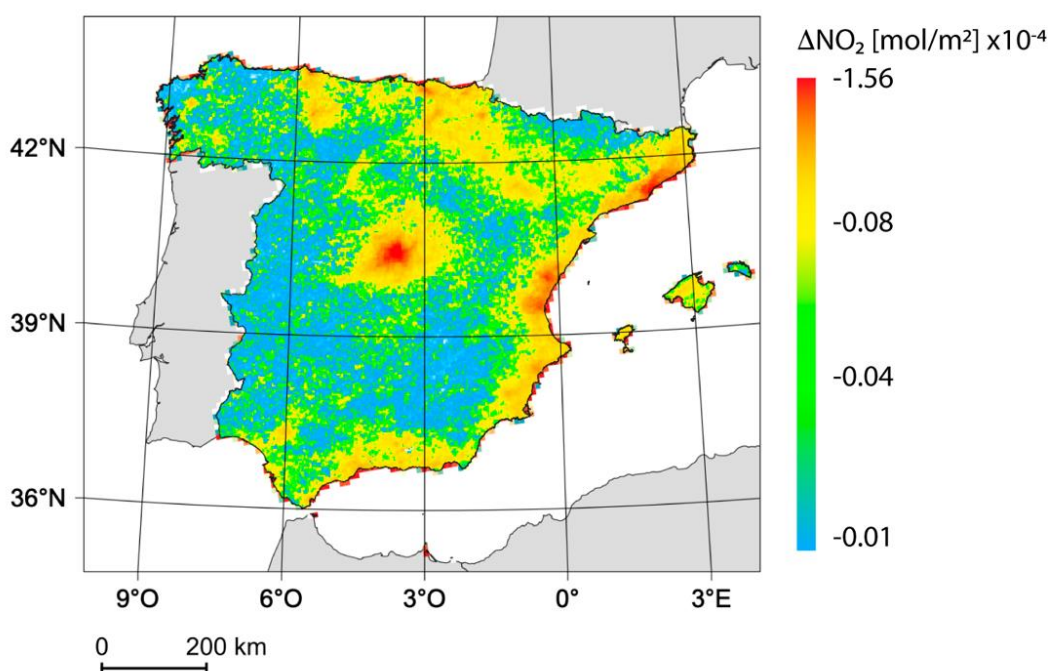 ΔNO₂ [mol/m²] x10⁻⁴
-1.56
-0.08
-0.04
-0.01
42°N
39°N
36°N
9°O 6°O 3°O 0° 3°E
0 200 km